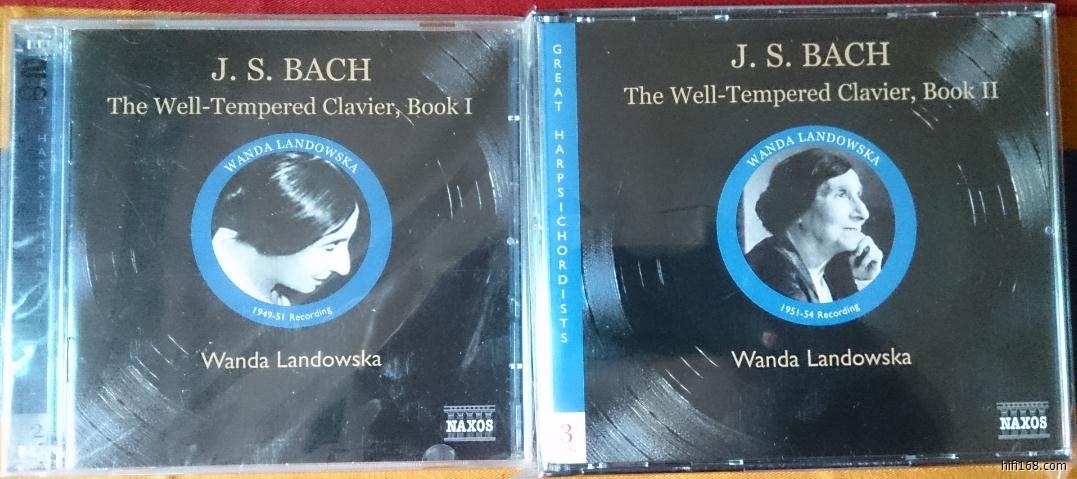 J. S. BACH
The Well-Tempered Clavier, Book I
WANDA LANDOWSKA
1949-51 Recording
Wanda Landowska
NAXOS
2
GREAT HARPSICHORDISTS
J. S. BACH
The Well-Tempered Clavier, Book II
WANDA LANDOWSKA
1951-54 Recording
Wanda Landowska
NAXOS
3
hifi168.com